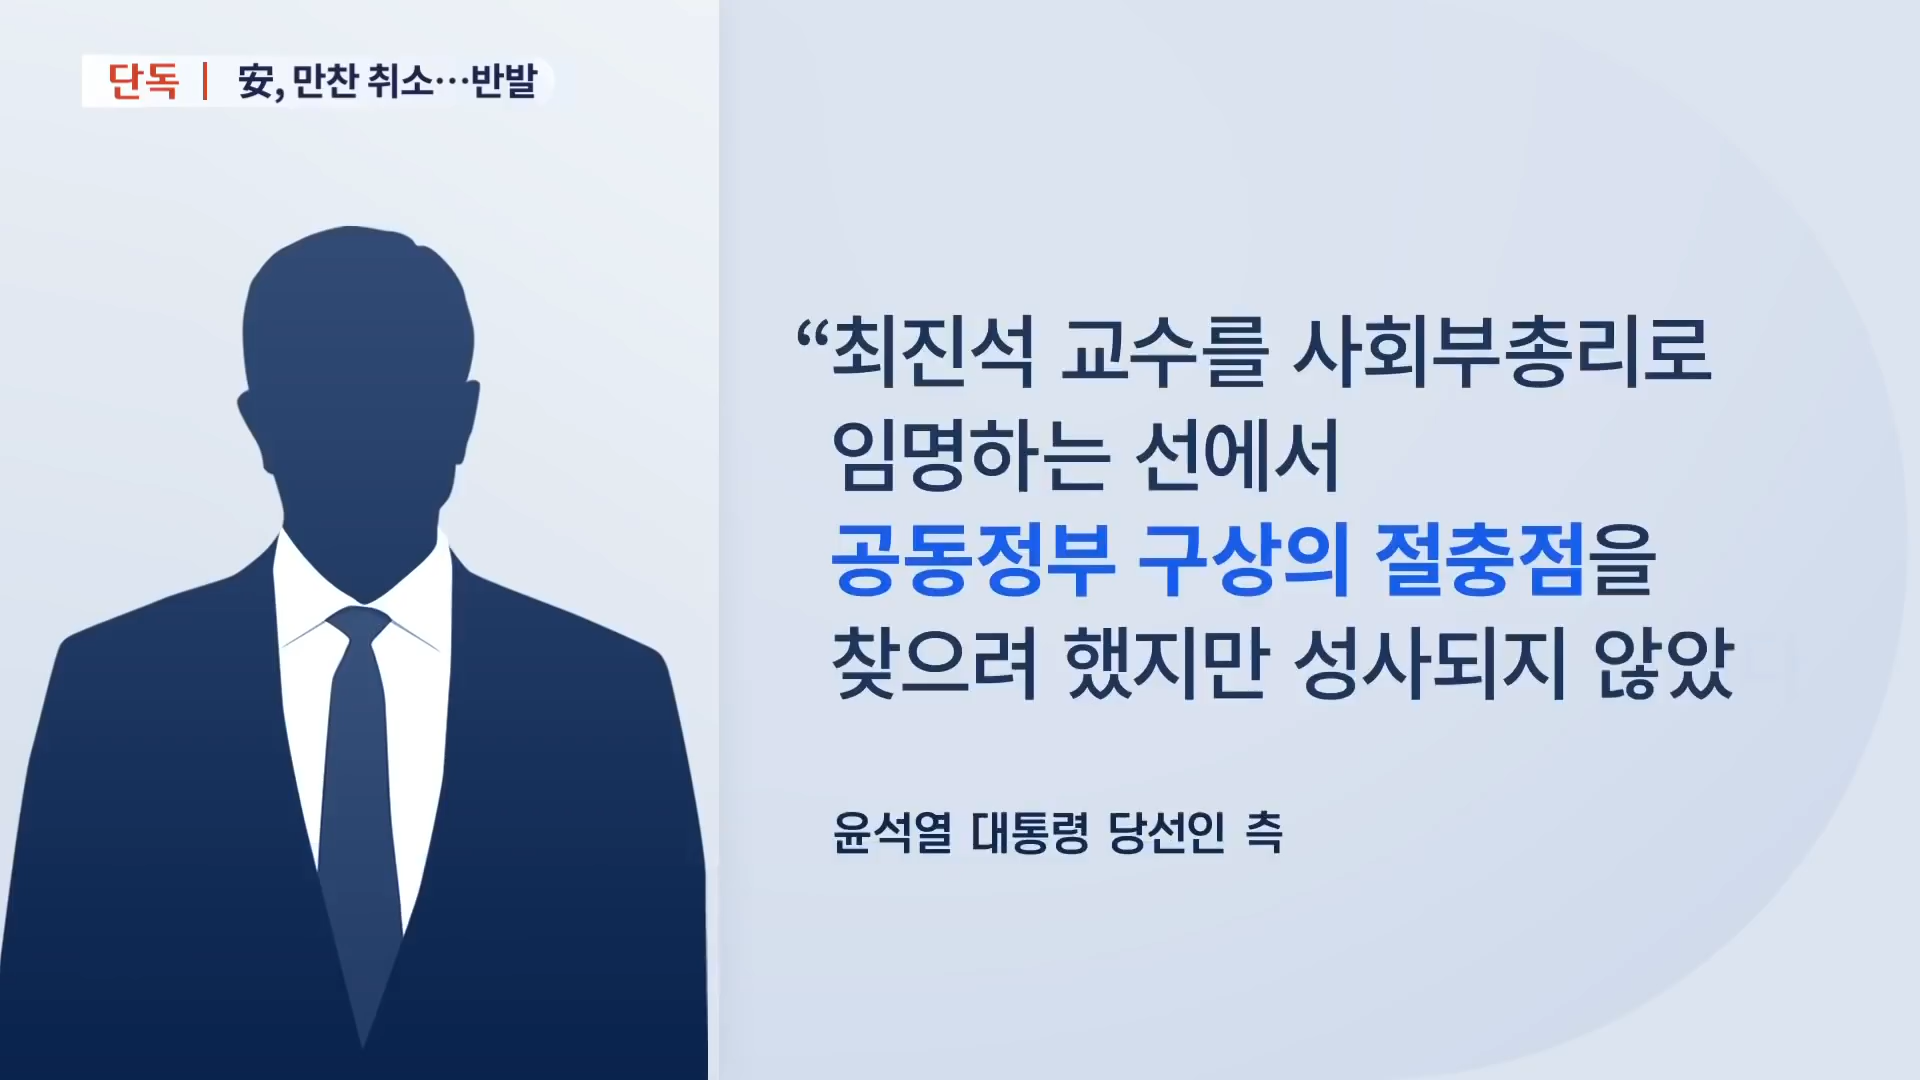 단독 | 安, 만찬 취소…반발
“최진석 교수를 사회부총리로
임명하는 선에서
공동정부 구상의 절충점을
찾으려 했지만 성사되지 않았
윤석열 대통령 당선인 측